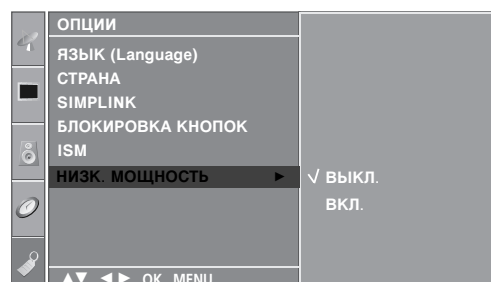 ОПЦИИ
ЯЗЫК (Language)
СТРАНА
SIMPLINK
БЛОКИРОВКА КНОПОК
ISM
НИЗК. МОЩНОСТЬ ► √ ВЫКЛ.
ВКЛ.
▲▼ ◄► OK MENU